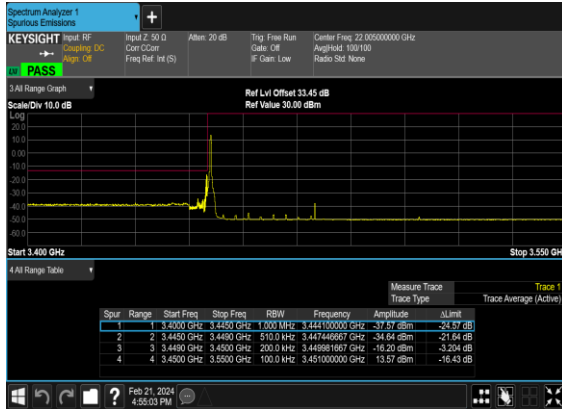 Spectrum Analyzer 1
Spurious Emissions
+
KEYSIGHT Input: RF Input Z: 50 Ω Atten: 20 dB Trig: Free Run Center Freq: 22.005000000 GHz
Coupling: DC Corr CCorr Gate: Off Avg|Hold: 100/100
Align: Off Freq Ref: Int (S) IF Gain: Low Radio Std: None
LXI PASS
3 All Range Graph
Ref Lvl Offset 33.45 dB
Scale/Div 10.0 dB Ref Value 30.00 dBm
Log
20.0
10.0
0.00
-10.0
-20.0
-30.0
-40.0
-50.0
-60.0
Start 3.400 GHz Stop 3.550 GH
4 All Range Table
Measure Trace Trace 1
Trace Type Trace Average (Active)
Spur Range Start Freq Stop Freq RBW Frequency Amplitude ΔLimit
1 1 3.4000 GHz 3.4450 GHz 1.000 MHz 3.444100000 GHz -37.57 dBm -24.57 dB
2 2 3.4450 GHz 3.4490 GHz 510.0 kHz 3.447446667 GHz -34.64 dBm -21.64 dB
3 3 3.4490 GHz 3.4500 GHz 200.0 kHz 3.449981667 GHz -16.20 dBm -3.204 dB
4 4 3.4500 GHz 3.5500 GHz 100.0 kHz 3.451000000 GHz 13.57 dBm -16.43 dB
? Feb 21, 2024
4:55:03 PM